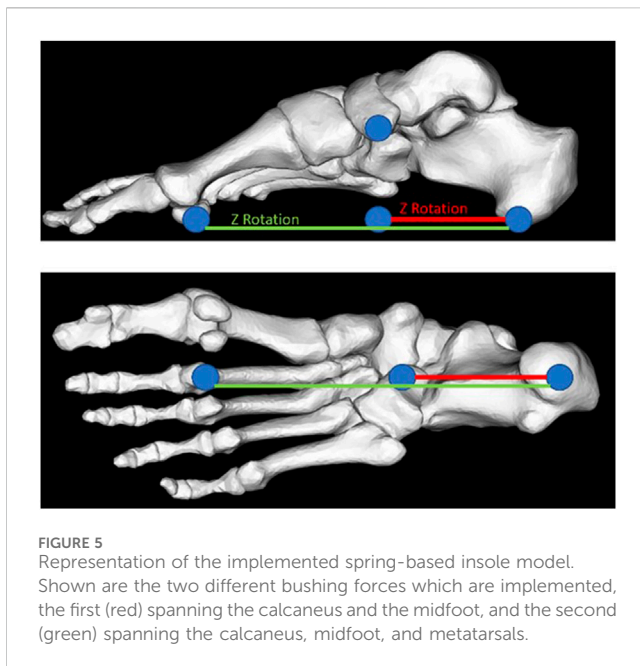 Z Rotation
Z Rotation
FIGURE 5
Representation of the implemented spring-based insole model.
Shown are the two different bushing forces which are implemented,
the first (red) spanning the calcaneus and the midfoot, and the second
(green) spanning the calcaneus, midfoot, and metatarsals.